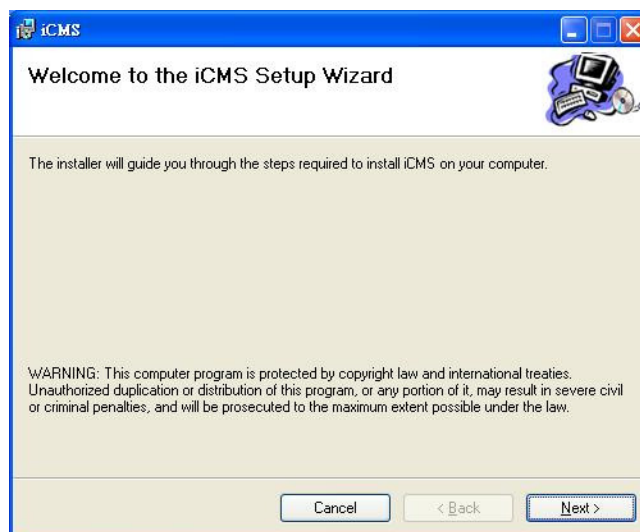 iCMS
Welcome to the iCMS Setup Wizard
The installer will guide you through the steps required to install iCMS on your computer.
WARNING: This computer program is protected by copyright law and international treaties.
Unauthorized duplication or distribution of this program, or any portion of it, may result in severe civil
or criminal penalties, and will be prosecuted to the maximum extent possible under the law.
Cancel
< Back
Next >